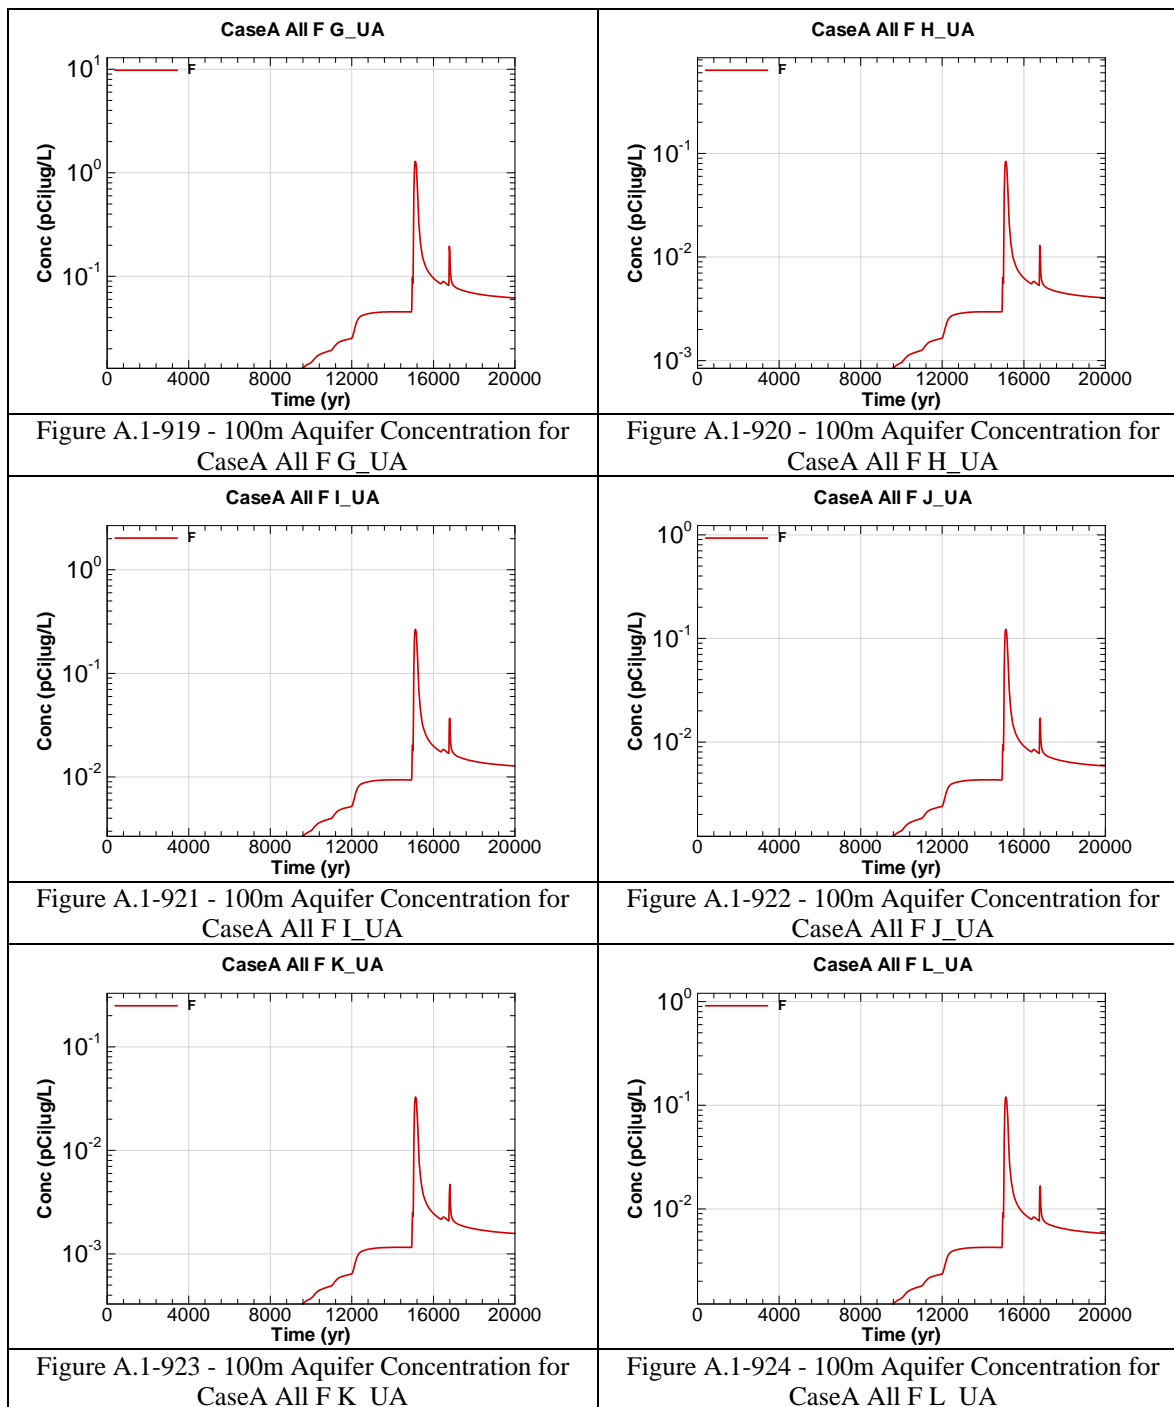 CaseA All F G_UA
F
10^1
10^0
10^-1
Conc (pCi|ug/L)
0 4000 8000 12000 16000 20000
Time (yr)
Figure A.1-919 - 100m Aquifer Concentration for
CaseA All F G_UA
CaseA All F H_UA
F
10^-1
10^-2
10^-3
Conc (pCi|ug/L)
0 4000 8000 12000 16000 20000
Time (yr)
Figure A.1-920 - 100m Aquifer Concentration for
CaseA All F H_UA
CaseA All F I_UA
F
10^0
10^-1
10^-2
Conc (pCi|ug/L)
0 4000 8000 12000 16000 20000
Time (yr)
Figure A.1-921 - 100m Aquifer Concentration for
CaseA All F I_UA
CaseA All F J_UA
F
10^0
10^-1
10^-2
Conc (pCi|ug/L)
0 4000 8000 12000 16000 20000
Time (yr)
Figure A.1-922 - 100m Aquifer Concentration for
CaseA All F J_UA
CaseA All F K_UA
F
10^-1
10^-2
10^-3
Conc (pCi|ug/L)
0 4000 8000 12000 16000 20000
Time (yr)
Figure A.1-923 - 100m Aquifer Concentration for
CaseA All F K_UA
CaseA All F L_UA
F
10^0
10^-1
10^-2
Conc (pCi|ug/L)
0 4000 8000 12000 16000 20000
Time (yr)
Figure A.1-924 - 100m Aquifer Concentration for
CaseA All F L_UA